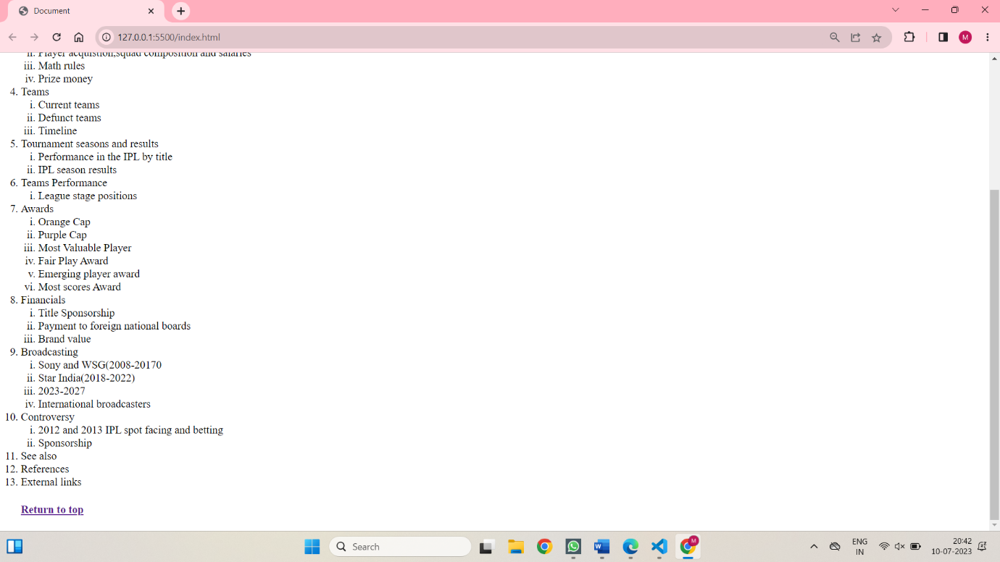 Document
127.0.0.1:5500/index.html
M
ii. Player acquistion,squad composition and salaries
iii. Math rules
iv. Prize money
4. Teams
i. Current teams
ii. Defunct teams
iii. Timeline
5. Tournament seasons and results
i. Performance in the IPL by title
ii. IPL season results
6. Teams Performance
i. League stage positions
7. Awards
i. Orange Cap
ii. Purple Cap
iii. Most Valuable Player
iv. Fair Play Award
v. Emerging player award
vi. Most scores Award
8. Financials
i. Title Sponsorship
ii. Payment to foreign national boards
iii. Brand value
9. Broadcasting
i. Sony and WSG(2008-20170
ii. Star India(2018-2022)
iii. 2023-2027
iv. International broadcasters
10. Controversy
i. 2012 and 2013 IPL spot facing and betting
ii. Sponsorship
11. See also
12. References
13. External links
Return to top
Search
W
M
ENG
IN
20:42
10-07-2023